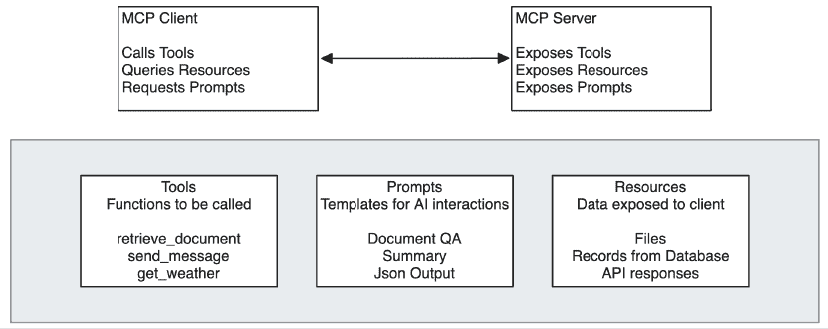 MCP Client
Calls Tools
Queries Resources
Requests Prompts
MCP Server
Exposes Tools
Exposes Resources
Exposes Prompts
Tools
Functions to be called
retrieve_document
send_message
get_weather
Prompts
Templates for AI interactions
Document QA
Summary
Json Output
Resources
Data exposed to client
Files
Records from Database
API responses